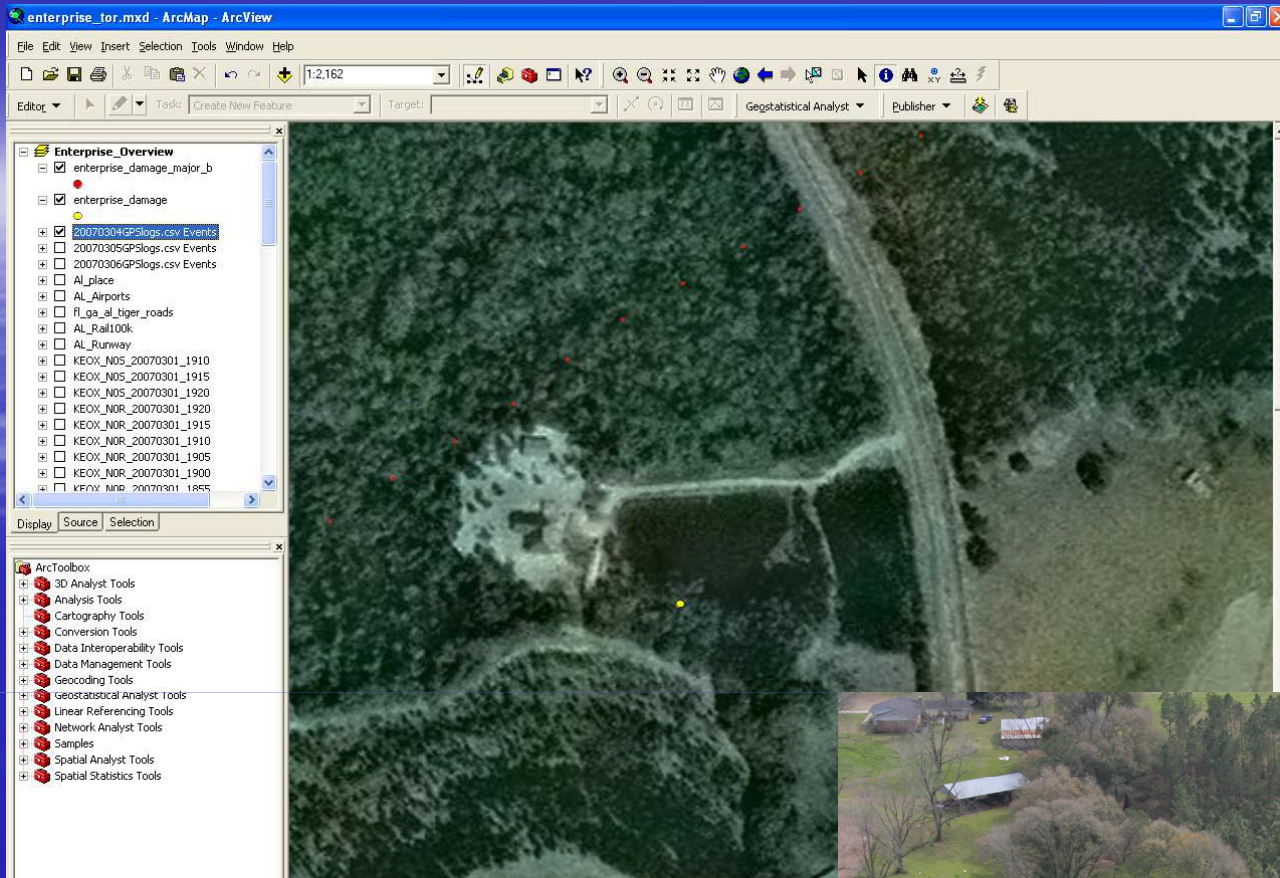 enterprise_tor.mxd - ArcMap - ArcView
File Edit View Insert Selection Tools Window Help
1:2,162
Editor Task: Create New Feature Target: Geostatistical Analyst Publisher
Enterprise_Overview
enterprise_damage_major_b
enterprise_damage
20070304GPSlogs.csv Events
20070305GPSlogs.csv Events
20070306GPSlogs.csv Events
Al_place
AL_Airports
fl_ga_al_tiger_roads
AL_Rail100k
AL_Runway
KEOX_N0S_20070301_1910
KEOX_N0S_20070301_1915
KEOX_N0S_20070301_1920
KEOX_N0R_20070301_1920
KEOX_N0R_20070301_1915
KEOX_N0R_20070301_1910
KEOX_N0R_20070301_1905
KEOX_N0R_20070301_1900
KEOX_N0R_20070301_1855
Display Source Selection
ArcToolbox
3D Analyst Tools
Analysis Tools
Cartography Tools
Conversion Tools
Data Interoperability Tools
Data Management Tools
Geocoding Tools
Geostatistical Analyst Tools
Linear Referencing Tools
Network Analyst Tools
Samples
Spatial Analyst Tools
Spatial Statistics Tools